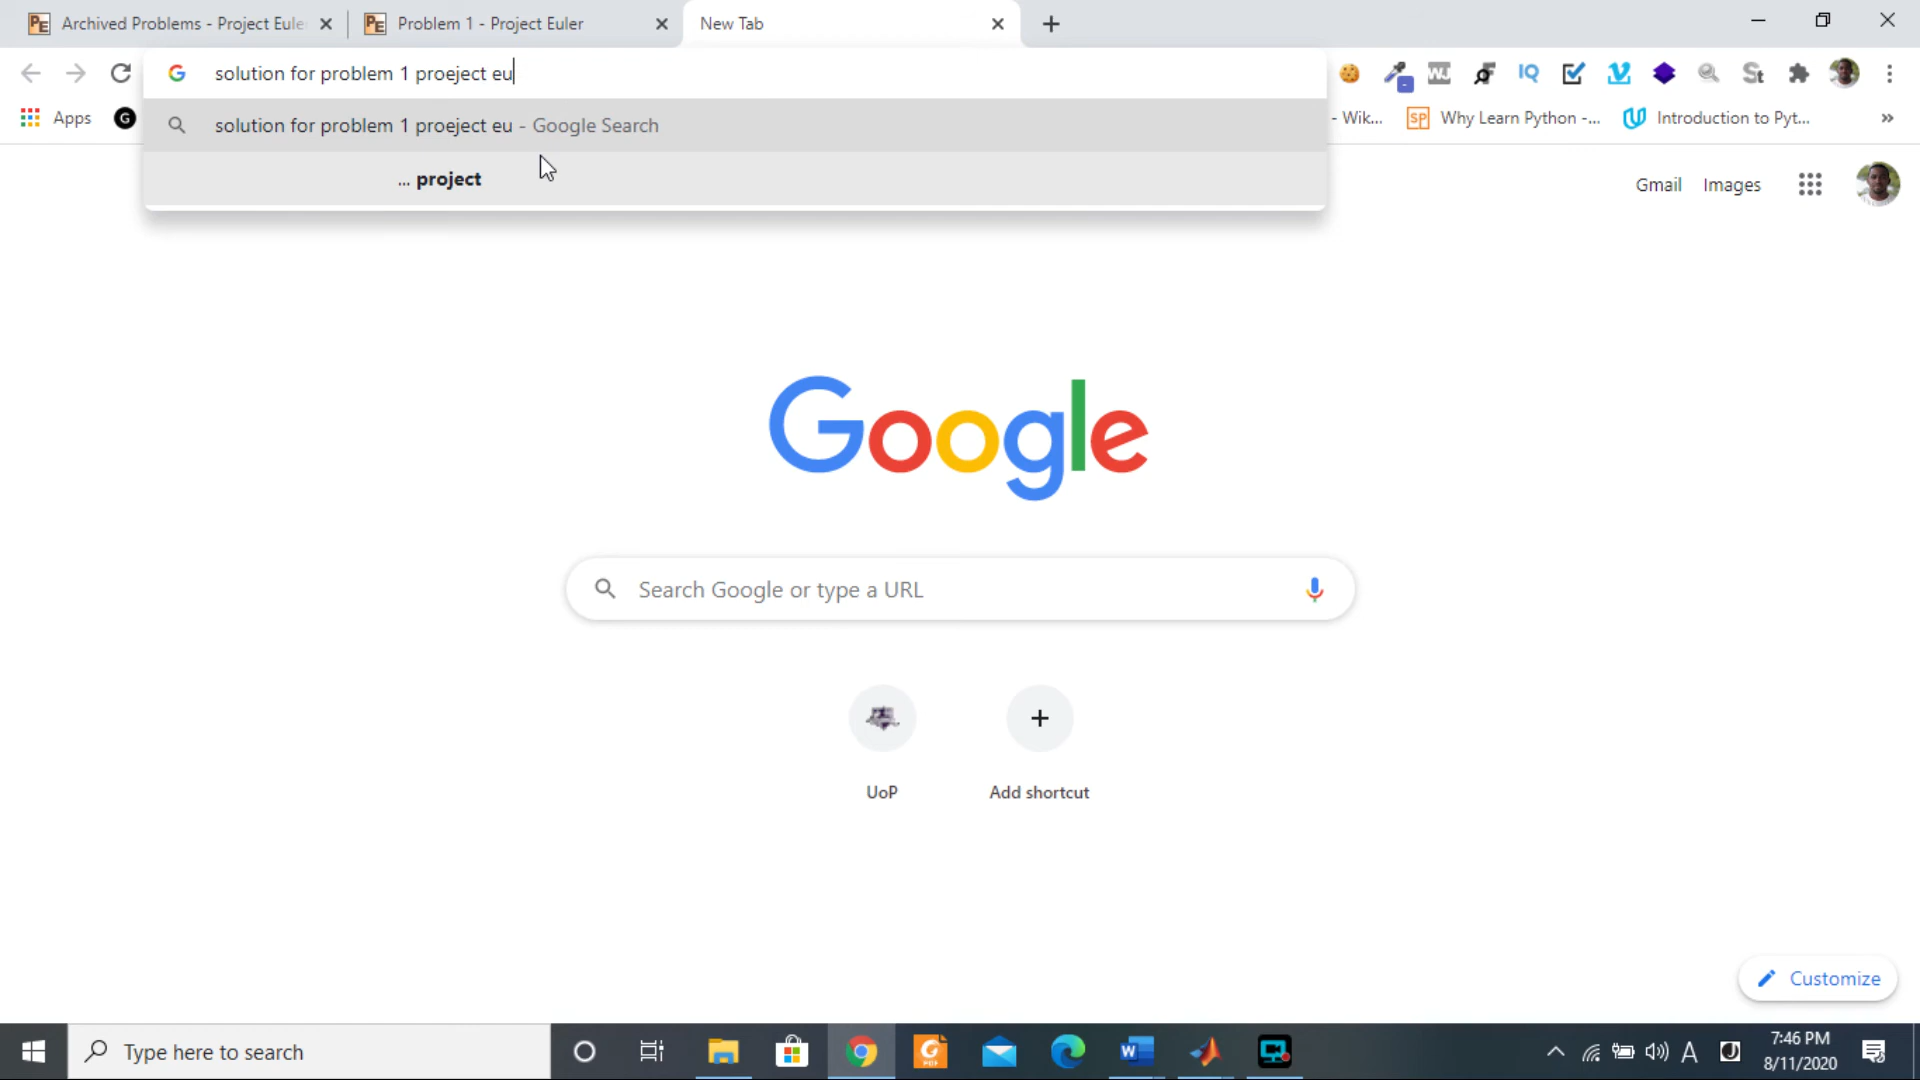 Archived Problems - Project Eule
Problem 1 - Project Euler
New Tab
solution for problem 1 proeject eu
Apps
solution for problem 1 proeject eu - Google Search
- Wik...
Why Learn Python -...
Introduction to Pyt...
... project
Gmail
Images
Google
Search Google or type a URL
UoP
Add shortcut
Customize
Type here to search
7:46 PM
8/11/2020